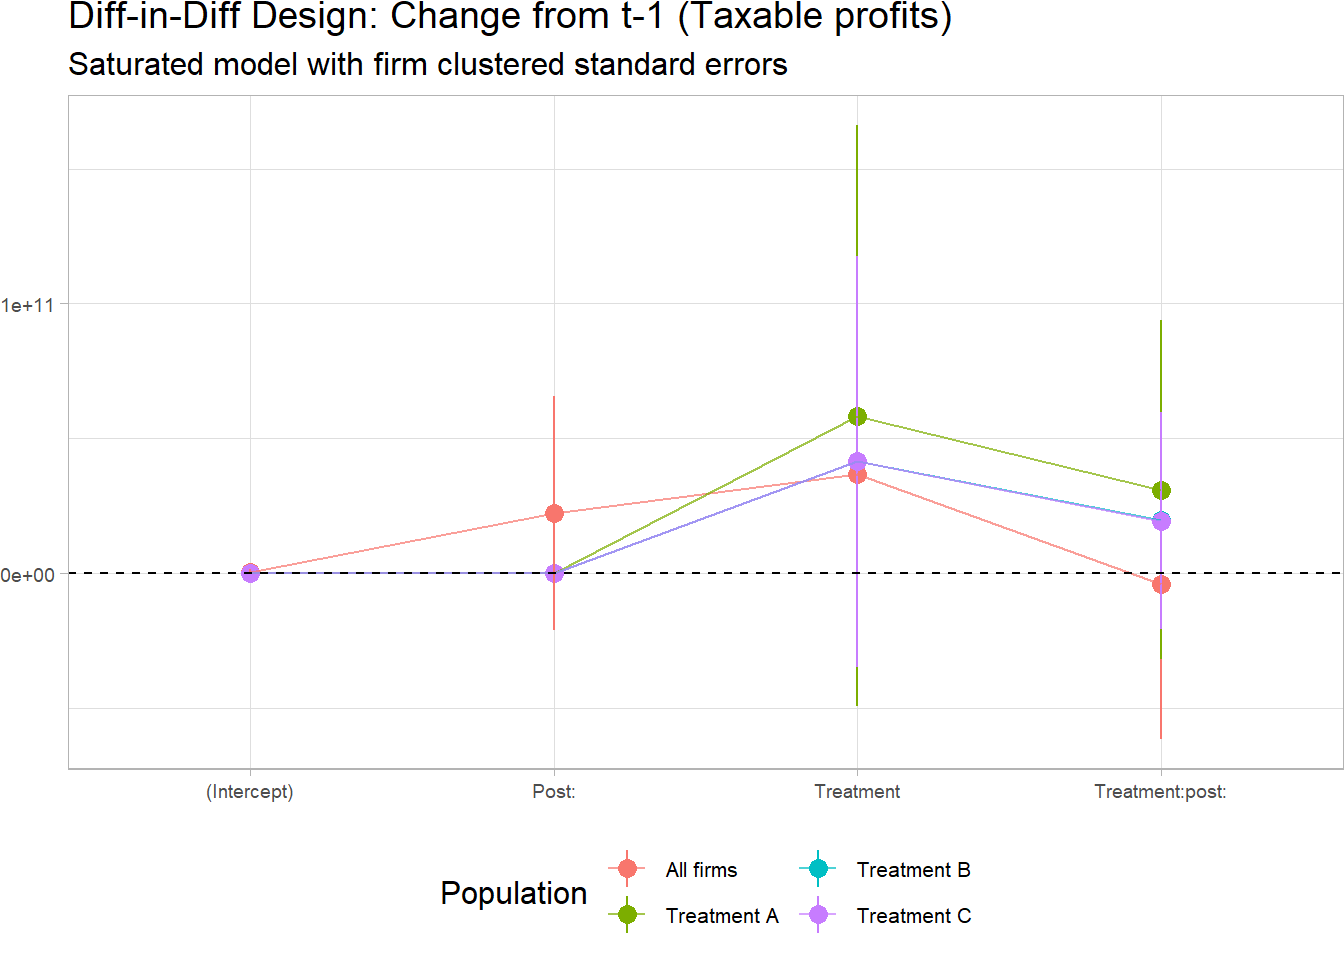 Diff-in-Diff Design: Change from t-1 (Taxable profits)
Saturated model with firm clustered standard errors
1e+11
0e+00
(Intercept)
Post:
Treatment
Treatment:post:
Population
All firms
Treatment A
Treatment B
Treatment C